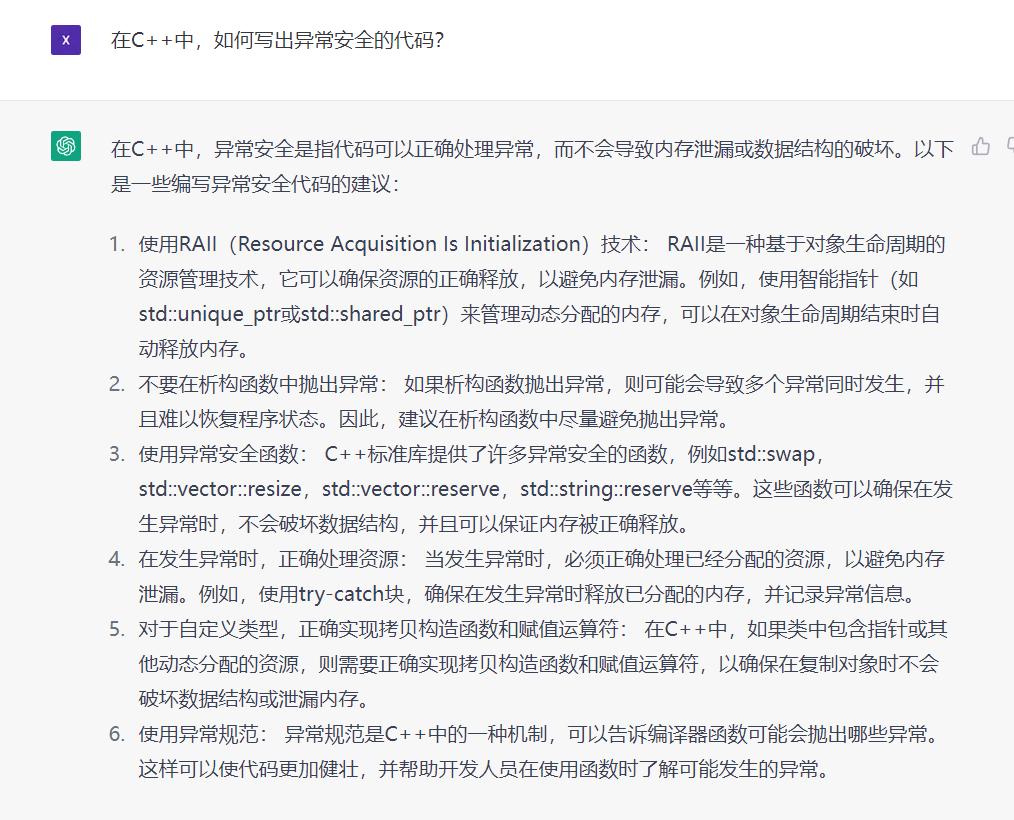 X
在C++中，如何写出异常安全的代码？
在C++中，异常安全是指代码可以正确处理异常，而不会导致内存泄漏或数据结构的破坏。以下
是一些编写异常安全代码的建议：
1. 使用RAII（Resource Acquisition Is Initialization）技术： RAII是一种基于对象生命周期的
资源管理技术，它可以确保资源的正确释放，以避免内存泄漏。例如，使用智能指针（如
std::unique_ptr或std::shared_ptr）来管理动态分配的内存，可以在对象生命周期结束时自
动释放内存。
2. 不要在析构函数中抛出异常： 如果析构函数抛出异常，则可能会导致多个异常同时发生，并
且难以恢复程序状态。因此，建议在析构函数中尽量避免抛出异常。
3. 使用异常安全函数： C++标准库提供了许多异常安全的函数，例如std::swap，
std::vector::resize，std::vector::reserve，std::string::reserve等等。这些函数可以确保在发
生异常时，不会破坏数据结构，并且可以保证内存被正确释放。
4. 在发生异常时，正确处理资源： 当发生异常时，必须正确处理已经分配的资源，以避免内存
泄漏。例如，使用try-catch块，确保在发生异常时释放已分配的内存，并记录异常信息。
5. 对于自定义类型，正确实现拷贝构造函数和赋值运算符： 在C++中，如果类中包含指针或其
他动态分配的资源，则需要正确实现拷贝构造函数和赋值运算符，以确保在复制对象时不会
破坏数据结构或泄漏内存。
6. 使用异常规范： 异常规范是C++中的一种机制，可以告诉编译器函数可能会抛出哪些异常。
这样可以使代码更加健壮，并帮助开发人员在使用函数时了解可能发生的异常。